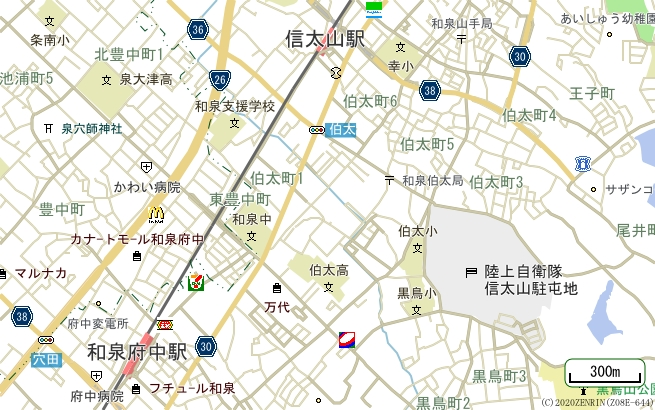 条南小
36
北豊中町1
信太山駅
和泉山手局
あいしゅう幼稚園
池浦町5
泉大津高
26
幸小
38
30
王子町
和泉支援学校
伯太町6
伯太町4
泉穴師神社
伯太
伯太町5
かわい病院
伯太町1
和泉伯太局
伯太町3
サザンコ
豊中町
東豊中町
和泉中
尾井町
カナートモール和泉府中
伯太小
マルナカ
伯太高
陸上自衛隊
信太山駐屯地
万代
黒鳥小
38
府中変電所
穴田
和泉府中駅
30
300m
府中病院
フチュール和泉
黒鳥町3
黒鳥山公園
黒鳥町2
(C) 2020ZENRIN(Z08E-644)